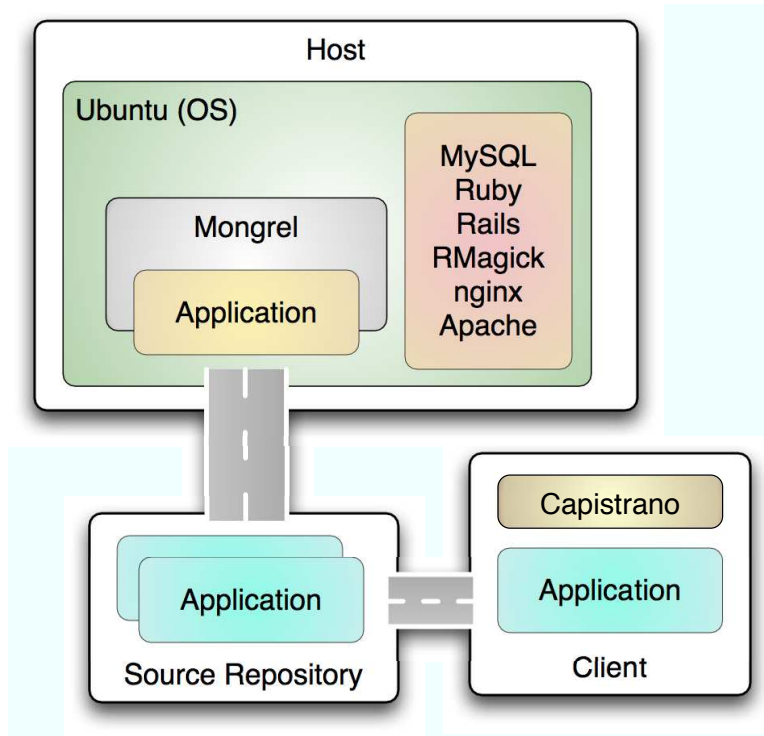 Host
Ubuntu (OS)
MySQL
Ruby
Rails
RMagick
nginx
Apache
Mongrel
Application
Capistrano
Application
Application
Source Repository
Client